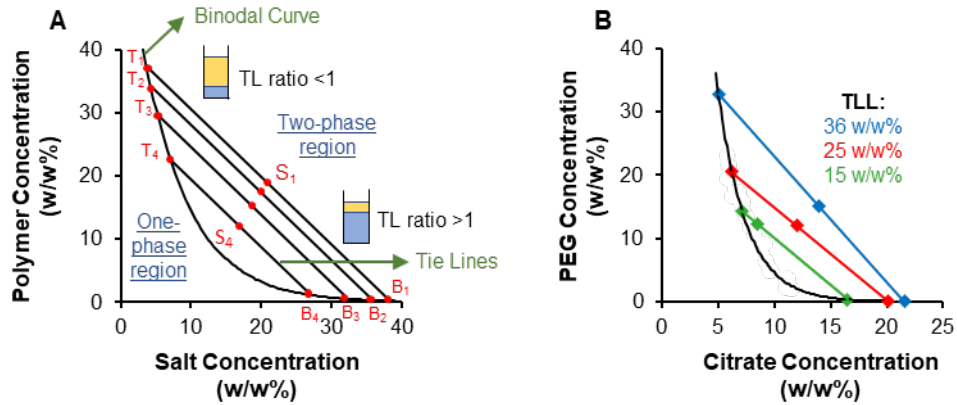 A
Binodal Curve
Polymer Concentration
(w/w%)
40
30
20
10
0
T1
T2
T3
T4
TL ratio <1
Two-phase
region
S1
TL ratio >1
One-
phase
region
S4
Tie Lines
B4
B3
B2
B1
0
10
20
30
40
Salt Concentration
(w/w%)
B
PEG Concentration
(w/w%)
40
30
20
10
0
TLL:
36 w/w%
25 w/w%
15 w/w%
0
5
10
15
20
25
Citrate Concentration
(w/w%)